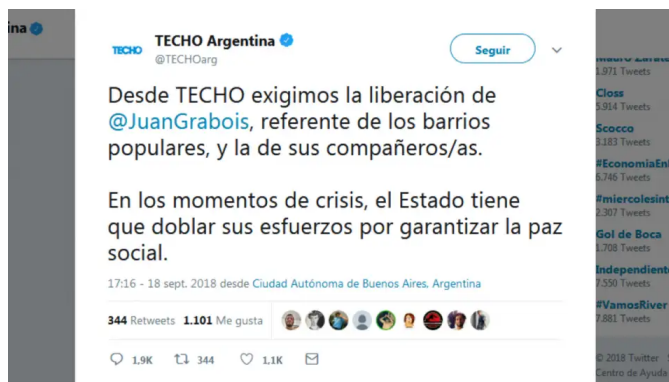 ina
TECHO
TECHO Argentina
@TECHOarg
Seguir
Desde TECHO exigimos la liberación de
@JuanGrabois, referente de los barrios
populares, y la de sus compañeros/as.
En los momentos de crisis, el Estado tiene
que doblar sus esfuerzos por garantizar la paz
social.
17:16 - 18 sept. 2018 desde Ciudad Autónoma de Buenos Aires, Argentina
344 Retweets 1.101 Me gusta
1.9K 344 1.1K
Mauro Zárate
1.971 Tweets
Closs
5.914 Tweets
Scocco
3.183 Tweets
#EconomiaEn
6.746 Tweets
#miercolesint
2.307 Tweets
Gol de Boca
1.708 Tweets
Independiente
7.550 Tweets
#VamosRiver
7.881 Tweets
© 2018 Twitter
Centro de Ayuda